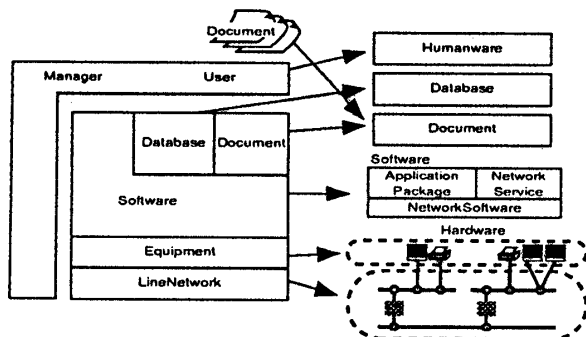 Document
Humanware
Manager User
Database
Database Document
Document
Software
Application Package
Network Service
Software
NetworkSoftware
Hardware
Equipment
LineNetwork